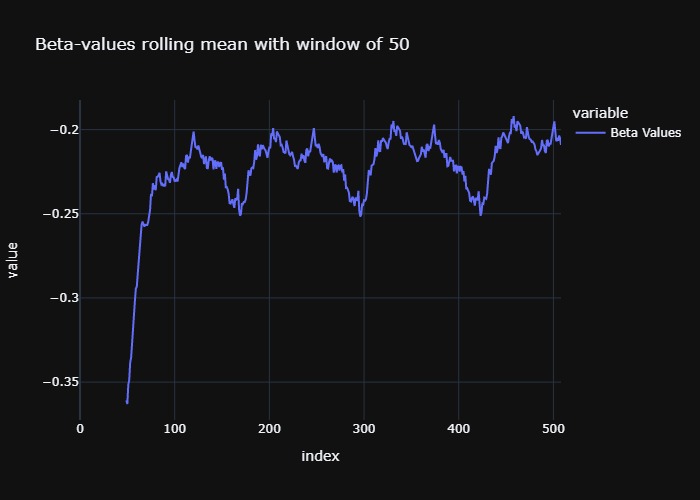 Beta-values rolling mean with window of 50
variable
Beta Values
−0.2
−0.25
−0.3
−0.35
value
0 100 200 300 400 500
index